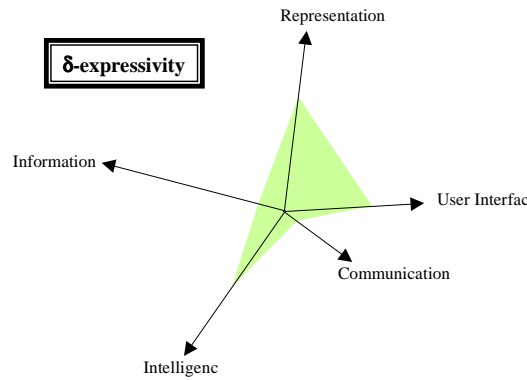 Representation
δ-expressivity
Information
User Interfac
Communication
Intelligenc